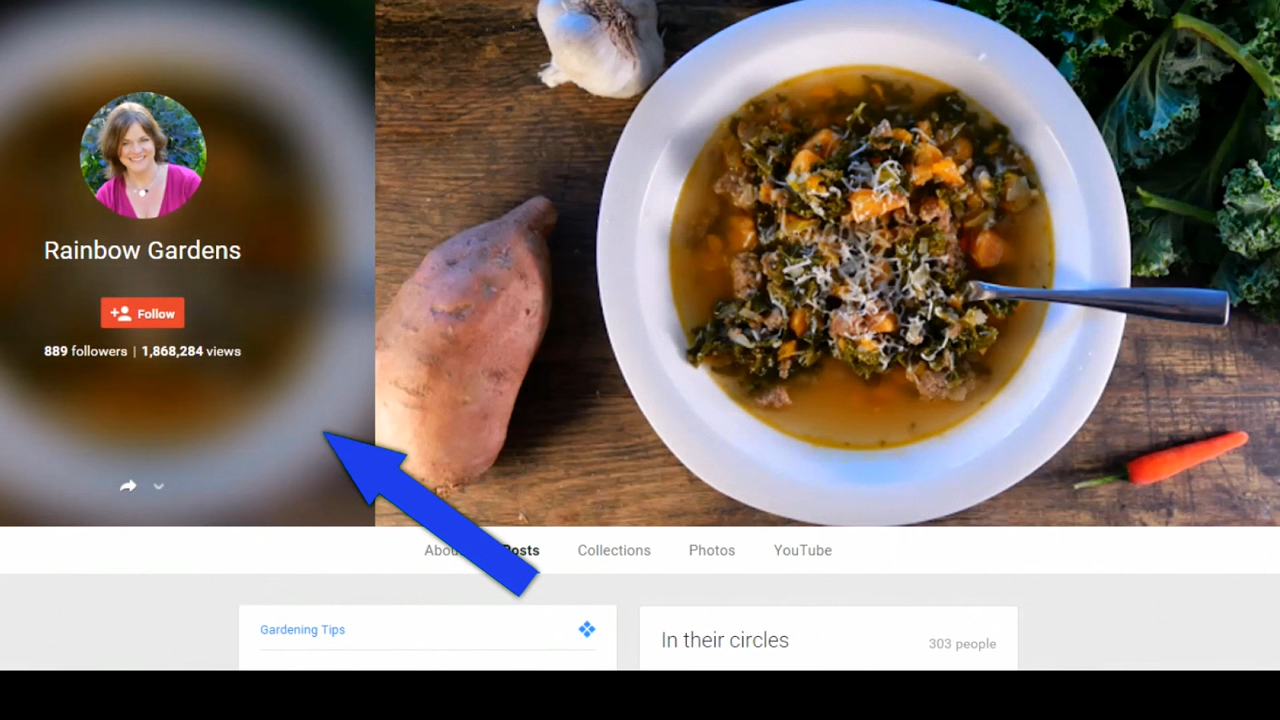 Rainbow Gardens
Follow
889 followers | 1,868,284 views
Posts Collections Photos YouTube
Gardening Tips
In their circles 303 people